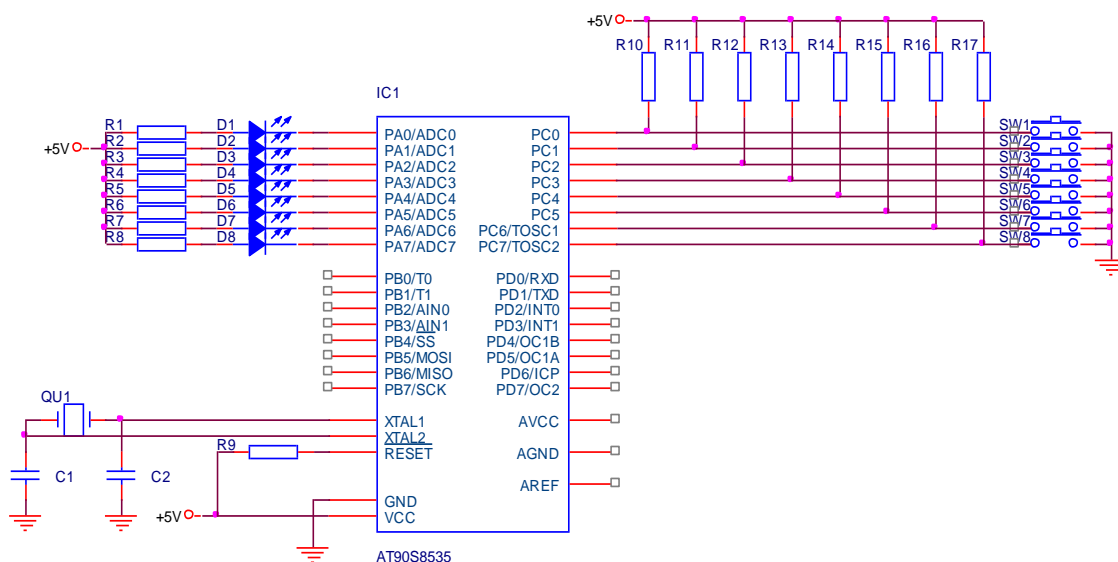 +5V
R10 R11 R12 R13 R14 R15 R16 R17
IC1
+5V
R1 D1
R2 D2
R3 D3
R4 D4
R5 D5
R6 D6
R7 D7
R8 D8
PA0/ADC0 PC0
PA1/ADC1 PC1
PA2/ADC2 PC2
PA3/ADC3 PC3
PA4/ADC4 PC4
PA5/ADC5 PC5
PA6/ADC6 PC6/TOSC1
PA7/ADC7 PC7/TOSC2
SW1
SW2
SW3
SW4
SW5
SW6
SW7
SW8
PB0/T0 PD0/RXD
PB1/T1 PD1/TXD
PB2/AIN0 PD2/INT0
PB3/AIN1 PD3/INT1
PB4/SS PD4/OC1B
PB5/MOSI PD5/OC1A
PB6/MISO PD6/ICP
PB7/SCK PD7/OC2
QU1
XTAL1 AVCC
XTAL2
R9 RESET AGND
C1 C2
AREF
GND
+5V VCC
AT90S8535